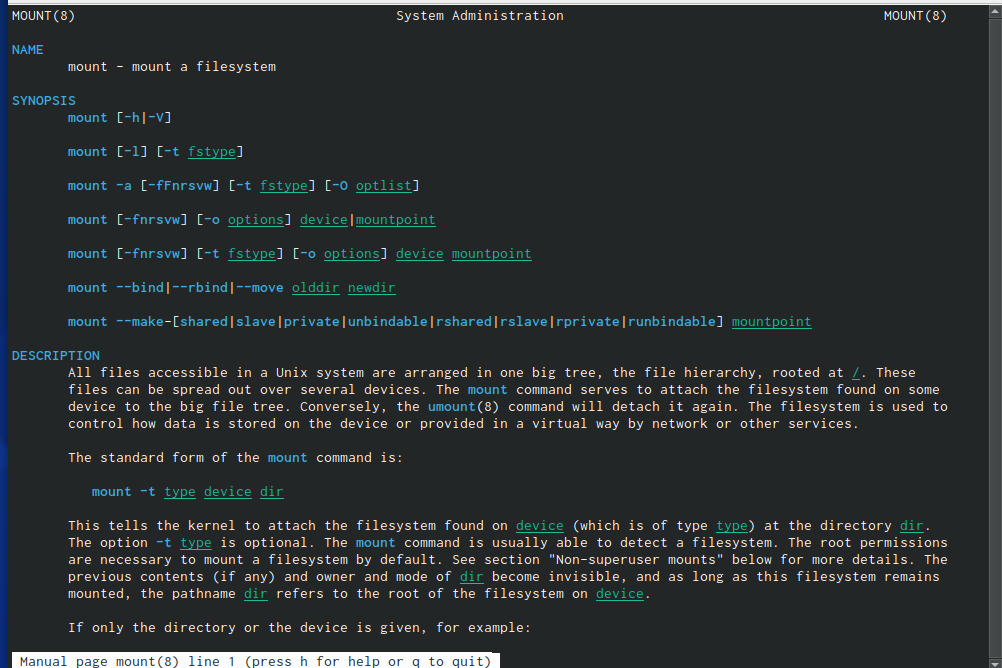 MOUNT(8) System Administration MOUNT(8)
NAME
mount - mount a filesystem
SYNOPSIS
mount [-h|-V]
mount [-l] [-t fstype]
mount -a [-fFnrsvw] [-t fstype] [-O optlist]
mount [-fnrsvw] [-o options] device|mountpoint
mount [-fnrsvw] [-t fstype] [-o options] device mountpoint
mount --bind|--rbind|--move olddir newdir
mount --make-[shared|slave|private|unbindable|rshared|rslave|rprivate|runbindable] mountpoint
DESCRIPTION
All files accessible in a Unix system are arranged in one big tree, the file hierarchy, rooted at /. These
files can be spread out over several devices. The mount command serves to attach the filesystem found on some
device to the big file tree. Conversely, the umount(8) command will detach it again. The filesystem is used to
control how data is stored on the device or provided in a virtual way by network or other services.
The standard form of the mount command is:
mount -t type device dir
This tells the kernel to attach the filesystem found on device (which is of type type) at the directory dir.
The option -t type is optional. The mount command is usually able to detect a filesystem. The root permissions
are necessary to mount a filesystem by default. See section "Non-superuser mounts" below for more details. The
previous contents (if any) and owner and mode of dir become invisible, and as long as this filesystem remains
mounted, the pathname dir refers to the root of the filesystem on device.
If only the directory or the device is given, for example:
Manual page mount(8) line 1 (press h for help or q to quit)